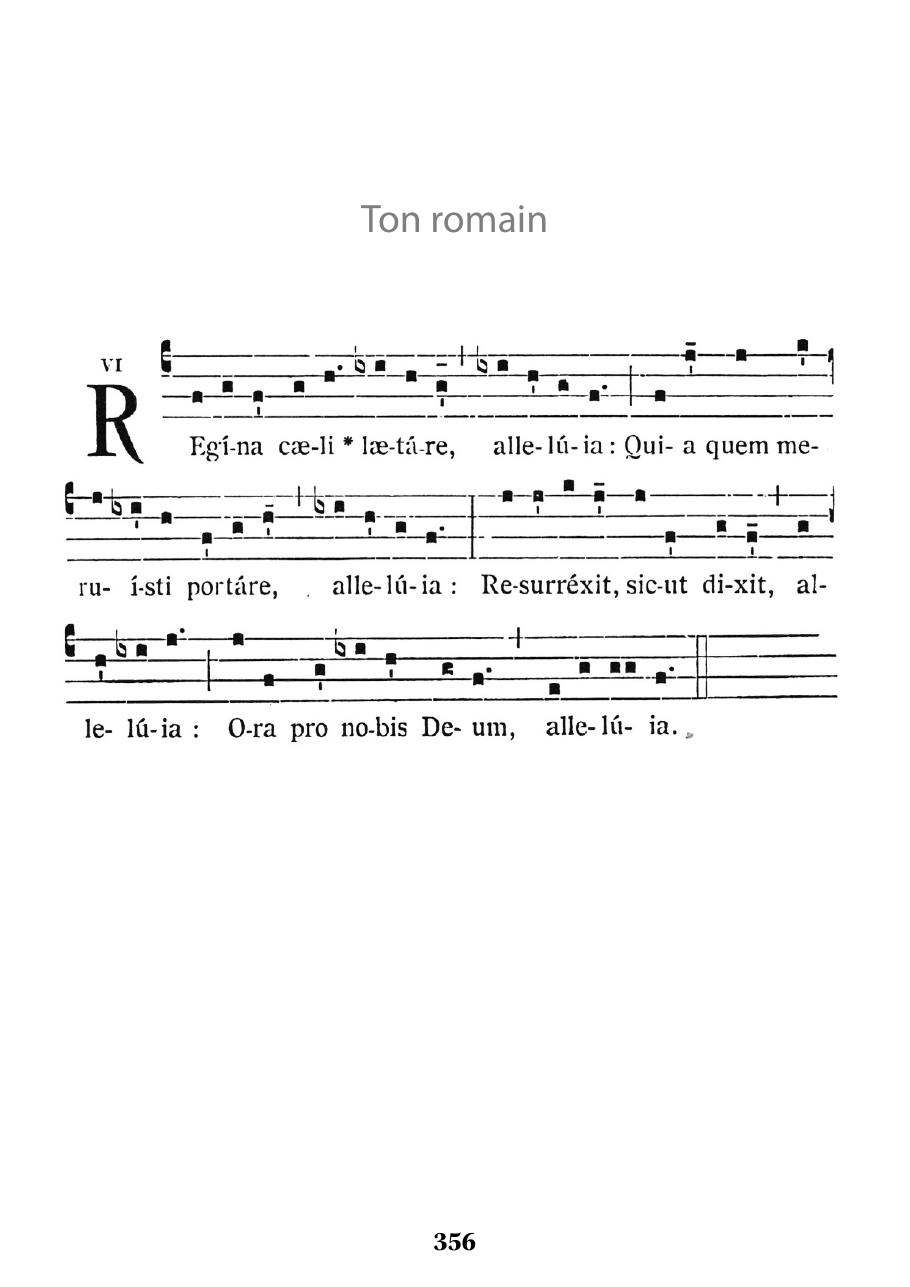 Ton romain
VI
REgí-na cæ-li * læ-tá-re, alle-lú-ia : Qui- a quem me-
ru- í-sti portáre, alle-lú-ia : Re-surréxit, sic-ut di-xit, al-
le- lú-ia : O-ra pro no-bis De- um, alle-lú- ia.
356